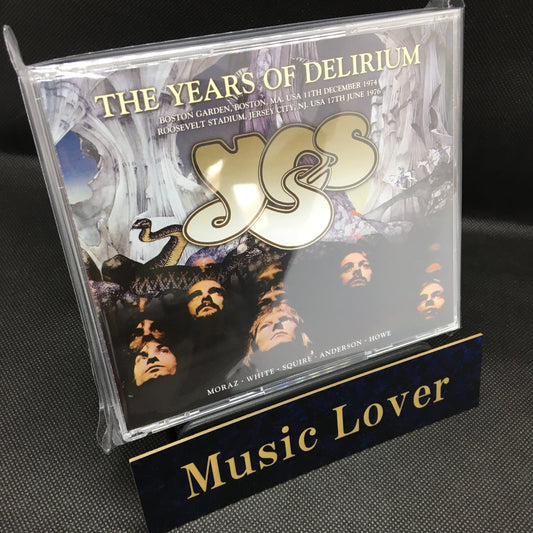 THE YEARS OF DELIRIUM
BOSTON GARDEN, BOSTON, MA. USA 11TH DECEMBER 1974
ROOSEVELT STADIUM, JERSEY CITY, NJ. USA 17TH JUNE 1976
yes
MORAZ · WHITE · SQUIRE · ANDERSON · HOWE
Music Lover